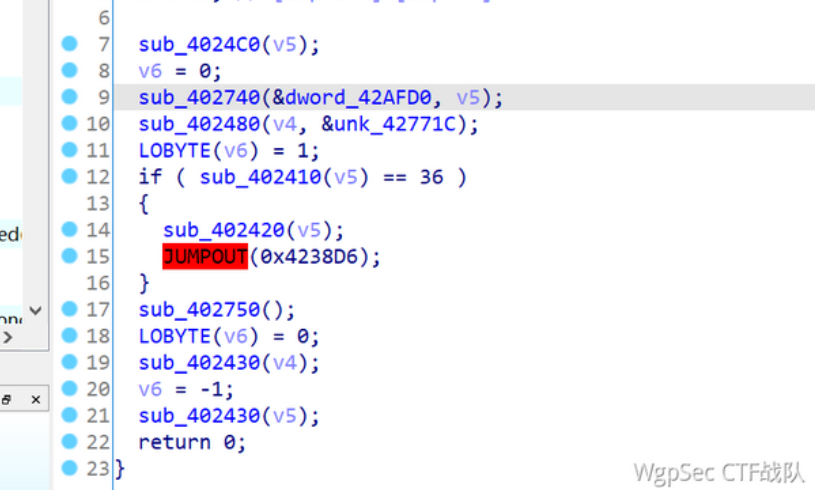 6
7 sub_4024C0(v5);
8 v6 = 0;
9 sub_402740(&dword_42AFD0, v5);
10 sub_402480(v4, &unk_42771C);
11 LOBYTE(v6) = 1;
12 if ( sub_402410(v5) == 36 )
13 {
14 sub_402420(v5);
15 JUMPOUT(0x4238D6);
16 }
17 sub_402750();
18 LOBYTE(v6) = 0;
19 sub_402430(v4);
20 v6 = -1;
21 sub_402430(v5);
22 return 0;
23 }
WgpSec CTF战队